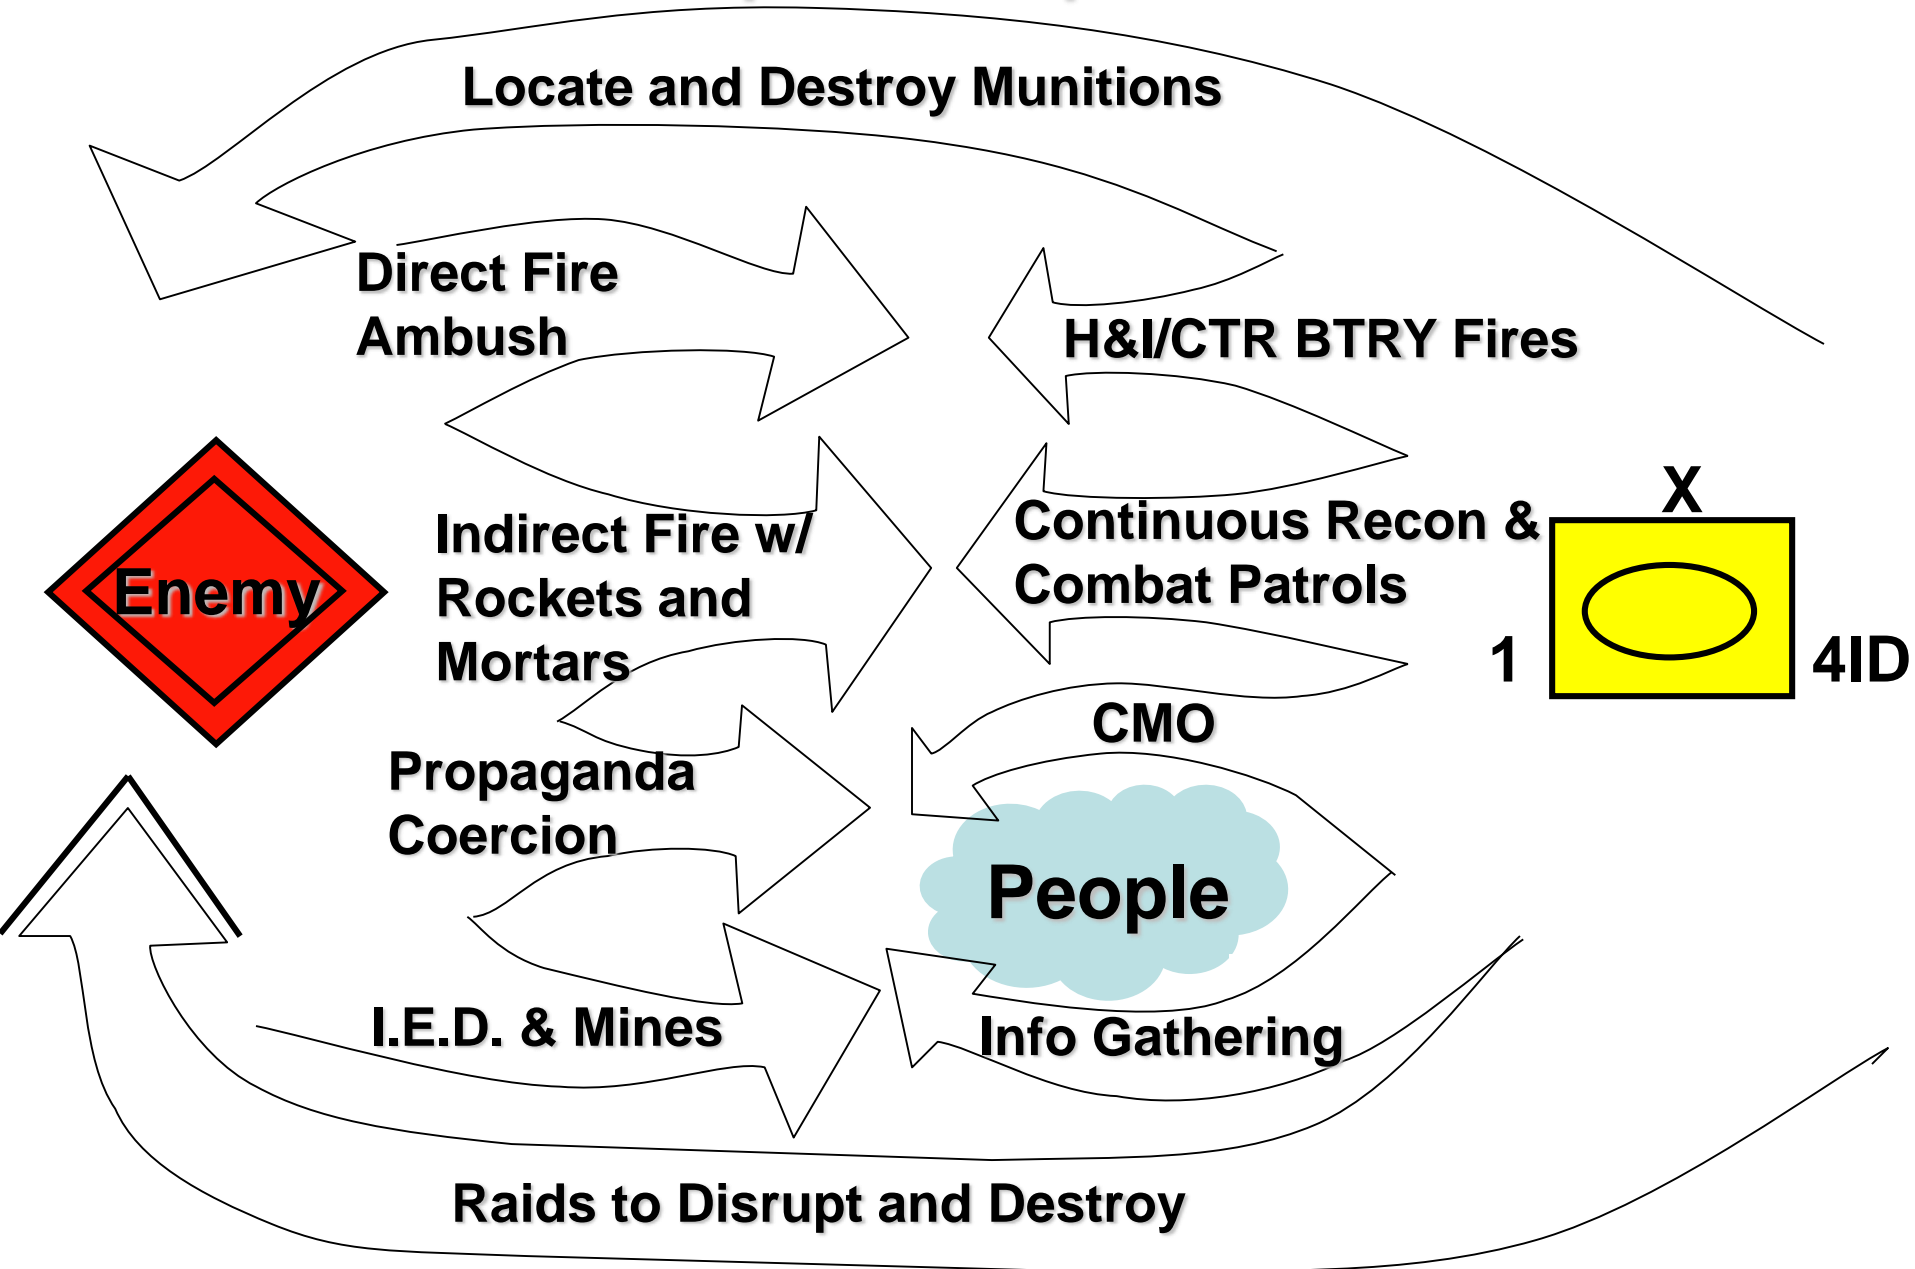 Locate and Destroy Munitions
Direct Fire
Ambush
H&I/CTR BTRY Fires
X
Continuous Recon &
Combat Patrols
Indirect Fire w/
Rockets and
Mortars
Enemy
1
4ID
CMO
Propaganda
Coercion
People
I.E.D. & Mines
Info Gathering
Raids to Disrupt and Destroy